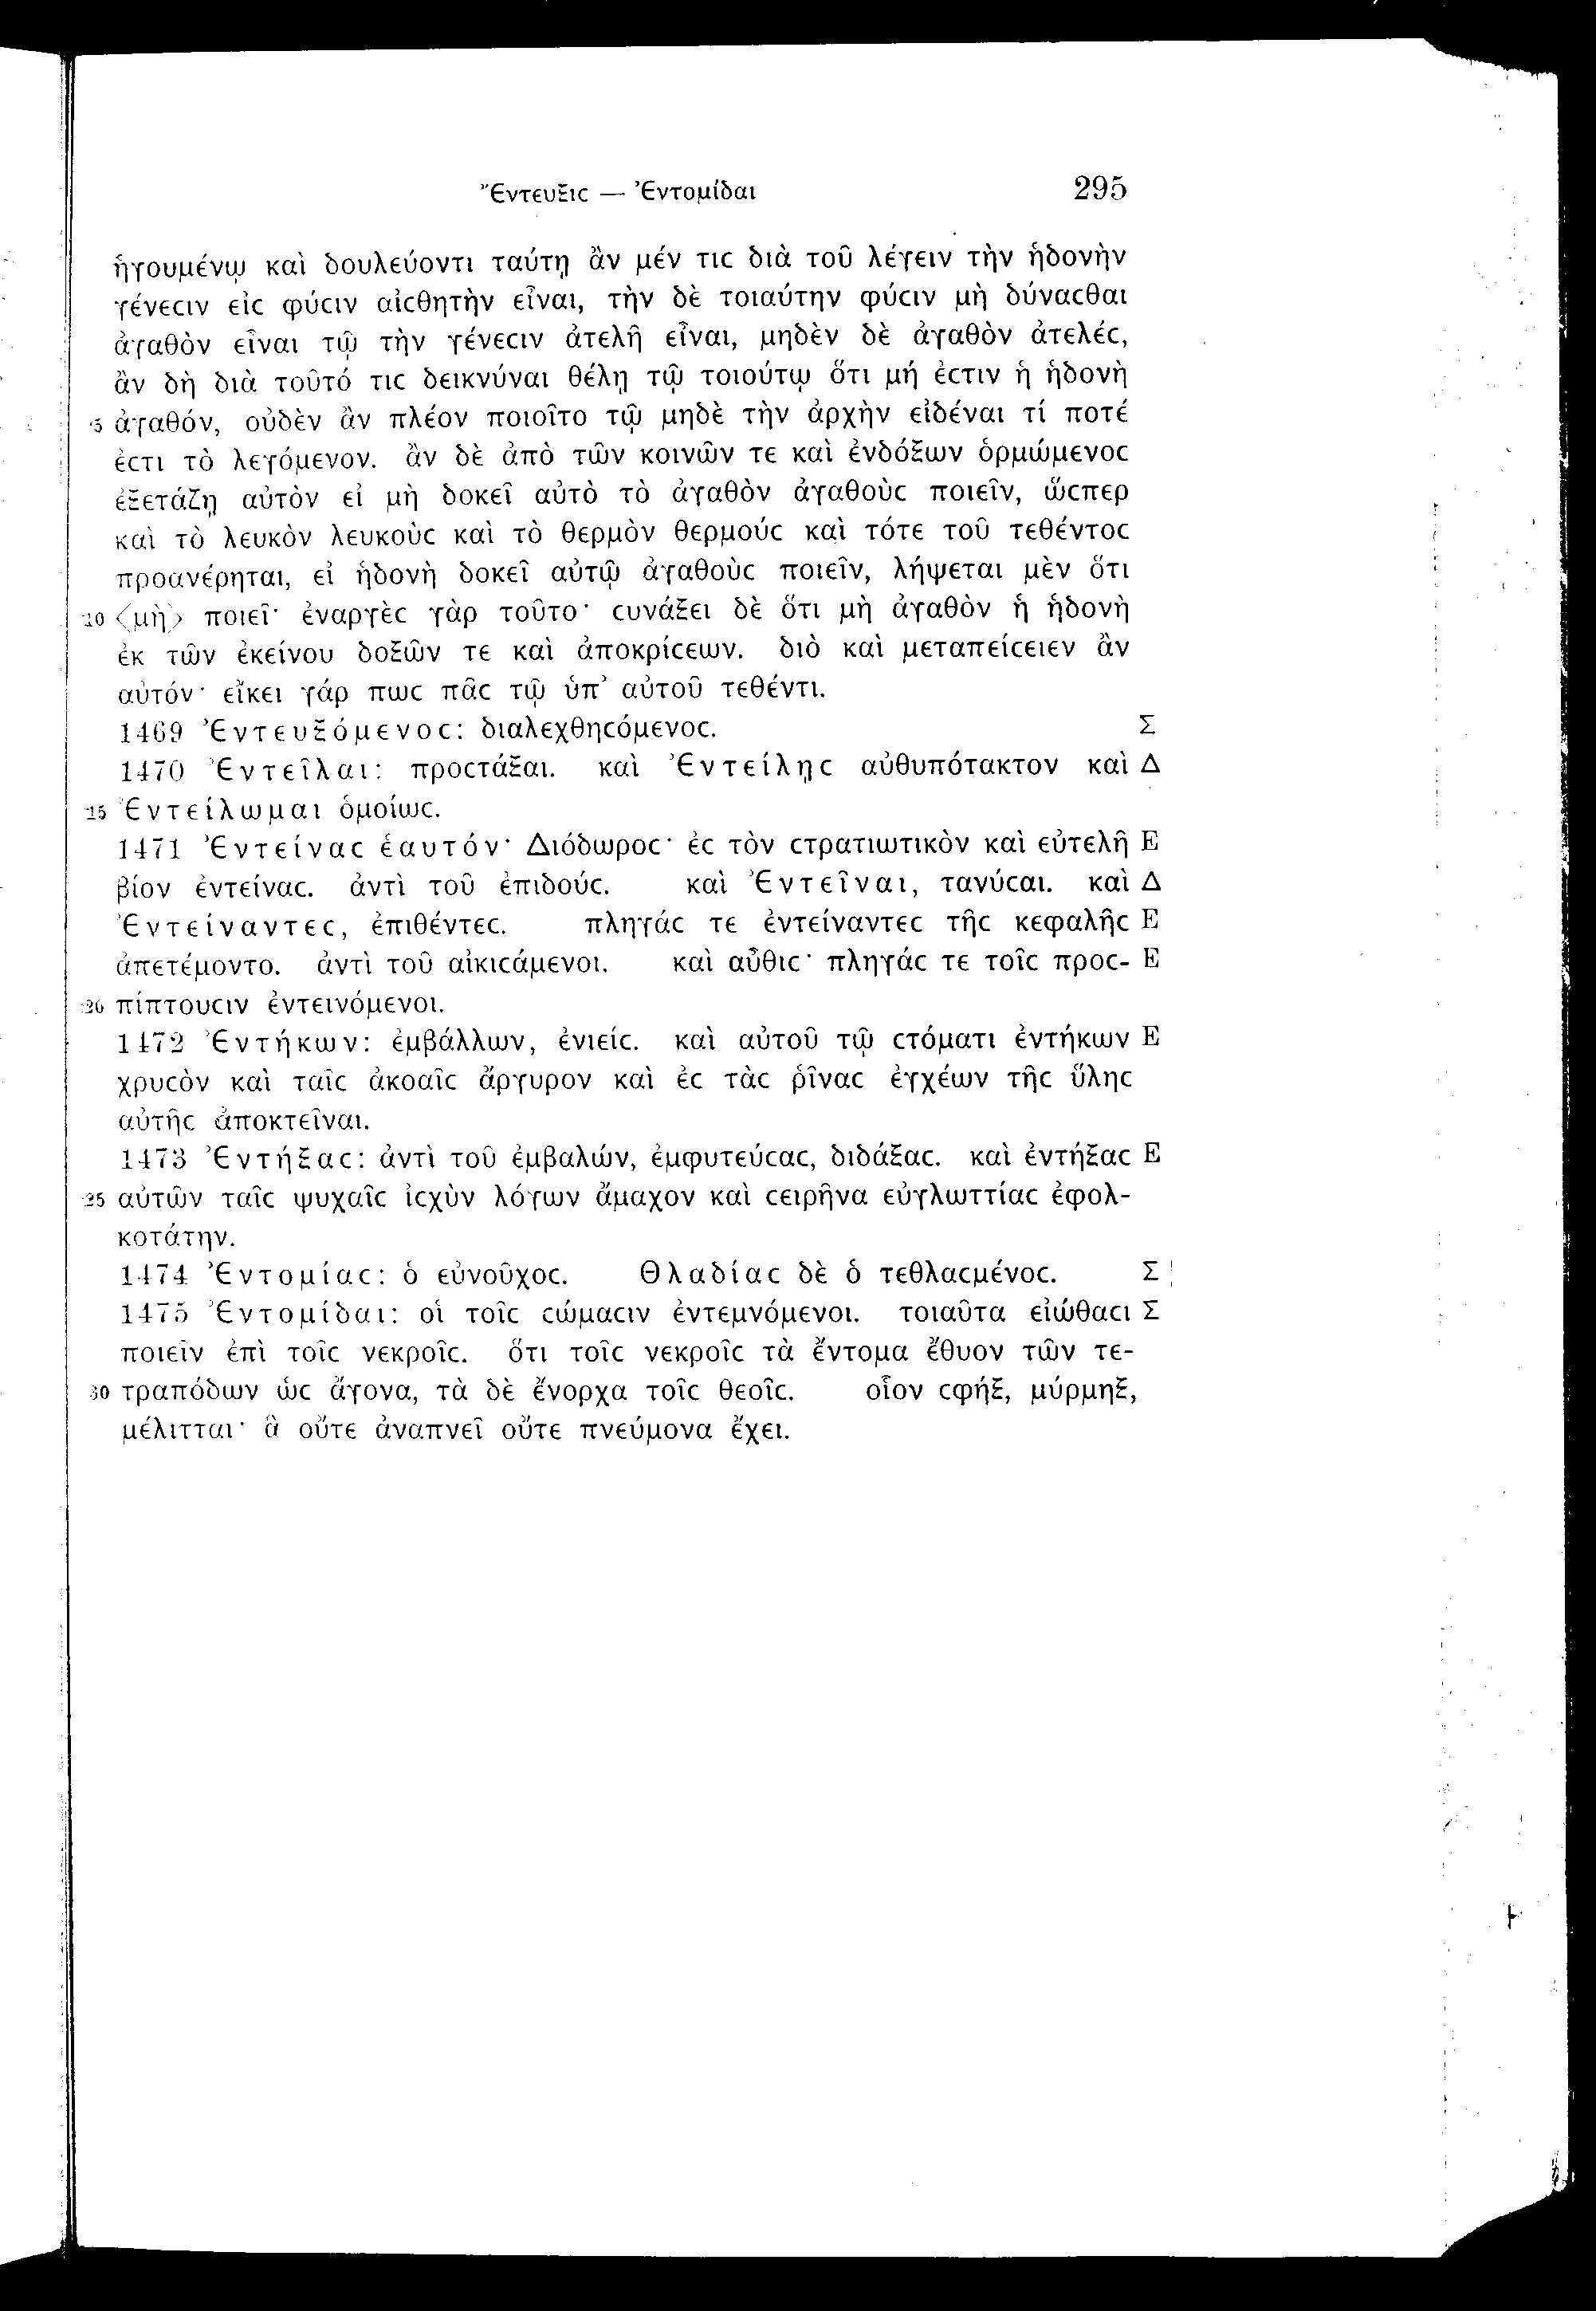 Ἔντευξιϲ — Ἐντομίδαι 295
ἡγουμένῳ καὶ δουλεύοντι ταύτῃ ἂν μέν τιϲ διὰ τοῦ λέγειν τὴν ἡδονὴν
γένεϲιν εἰϲ φύϲιν αἰϲθητὴν εἶναι, τὴν δὲ τοιαύτην φύϲιν μὴ δύναϲθαι
ἀγαθὸν εἶναι τῷ τὴν γένεϲιν ἀτελῆ εἶναι, μηδὲν δὲ ἀγαθὸν ἀτελέϲ,
ἂν δὴ διὰ τοῦτό τιϲ δεικνύναι θέλῃ τῷ τοιούτῳ ὅτι μή ἐϲτιν ἡ ἡδονὴ
5 ἀγαθόν, οὐδὲν ἂν πλέον ποιοῖτο τῷ μηδὲ τὴν ἀρχὴν εἰδέναι τί ποτέ
ἐϲτι τὸ λεγόμενον. ἂν δὲ ἀπὸ τῶν κοινῶν τε καὶ ἐνδόξων ὁρμώμενοϲ
ἐξετάζῃ αὐτὸν εἰ μὴ δοκεῖ αὐτὸ τὸ ἀγαθὸν ἀγαθοὺϲ ποιεῖν, ὥϲπερ
καὶ τὸ λευκὸν λευκοὺϲ καὶ τὸ θερμὸν θερμούϲ καὶ τότε τοῦ τεθέντοϲ
προανέρηται, εἰ ἡδονὴ δοκεῖ αὐτῷ ἀγαθοὺϲ ποιεῖν, λήψεται μὲν ὅτι
10 〈μὴ〉 ποιεῖ· ἐναργὲϲ γὰρ τοῦτο· ϲυνάξει δὲ ὅτι μὴ ἀγαθὸν ἡ ἡδονὴ
ἐκ τῶν ἐκείνου δοξῶν τε καὶ ἀποκρίϲεων. διὸ καὶ μεταπείϲειεν ἂν
αὐτόν· εἴκει γάρ πωϲ πᾶϲ τῷ ὑπ’ αὐτοῦ τεθέντι.
1469 Ἐντευξόμενοϲ: διαλεχθηϲόμενοϲ. Σ
1470 Ἐντεῖλαι: προϲτάξαι. καὶ Ἐντείληϲ αὐθυπότακτον καὶ Δ
15 Ἐντείλωμαι ὁμοίωϲ.
1471 Ἐντείναϲ ἑαυτόν· Διόδωροϲ· ἐϲ τὸν ϲτρατιωτικὸν καὶ εὐτελῆ E
βίον ἐντείναϲ. ἀντὶ τοῦ ἐπιδούϲ. καὶ Ἐντεῖναι, τανύϲαι. καὶ Δ
Ἐντείναντεϲ, ἐπιθέντεϲ. πληγάϲ τε ἐντείναντεϲ τῆϲ κεφαλῆϲ E
ἀπετέμοντο. ἀντὶ τοῦ αἰκιϲάμενοι. καὶ αὖθιϲ· πληγάϲ τε τοῖϲ προϲ- E
20 πίπτουϲιν ἐντεινόμενοι.
1472 Ἐντήκων: ἐμβάλλων, ἐνιείϲ. καὶ αὐτοῦ τῷ ϲτόματι ἐντήκων E
χρυϲὸν καὶ ταῖϲ ἀκοαῖϲ ἄργυρον καὶ ἐϲ τὰϲ ῥῖναϲ ἐγχέων τῆϲ ὕληϲ
αὐτῆϲ ἀποκτεῖναι.
1473 Ἐντήξαϲ: ἀντὶ τοῦ ἐμβαλών, ἐμφυτεύϲαϲ, διδάξαϲ. καὶ ἐντήξαϲ E
25 αὐτῶν ταῖϲ ψυχαῖϲ ἰϲχὺν λόγων ἄμαχον καὶ ϲειρῆνα εὐγλωττίαϲ ἐφολ-
κοτάτην.
1474 Ἐντομίαϲ: ὁ εὐνοῦχοϲ. Θλαδίαϲ δὲ ὁ τεθλαϲμένοϲ. Σ
1475 Ἐντομίδαι: οἱ τοῖϲ ϲώμαϲιν ἐντεμνόμενοι. τοιαῦτα εἰώθαϲι Σ
ποιεῖν ἐπὶ τοῖϲ νεκροῖϲ. ὅτι τοῖϲ νεκροῖϲ τὰ ἔντομα ἔθυον τῶν τε-
30 τραπόδων ὡϲ ἄγονα, τὰ δὲ ἔνορχα τοῖϲ θεοῖϲ. οἷον ϲφήξ, μύρμηξ,
μέλιτται· ἃ οὔτε ἀναπνεῖ οὔτε πνεύμονα ἔχει.